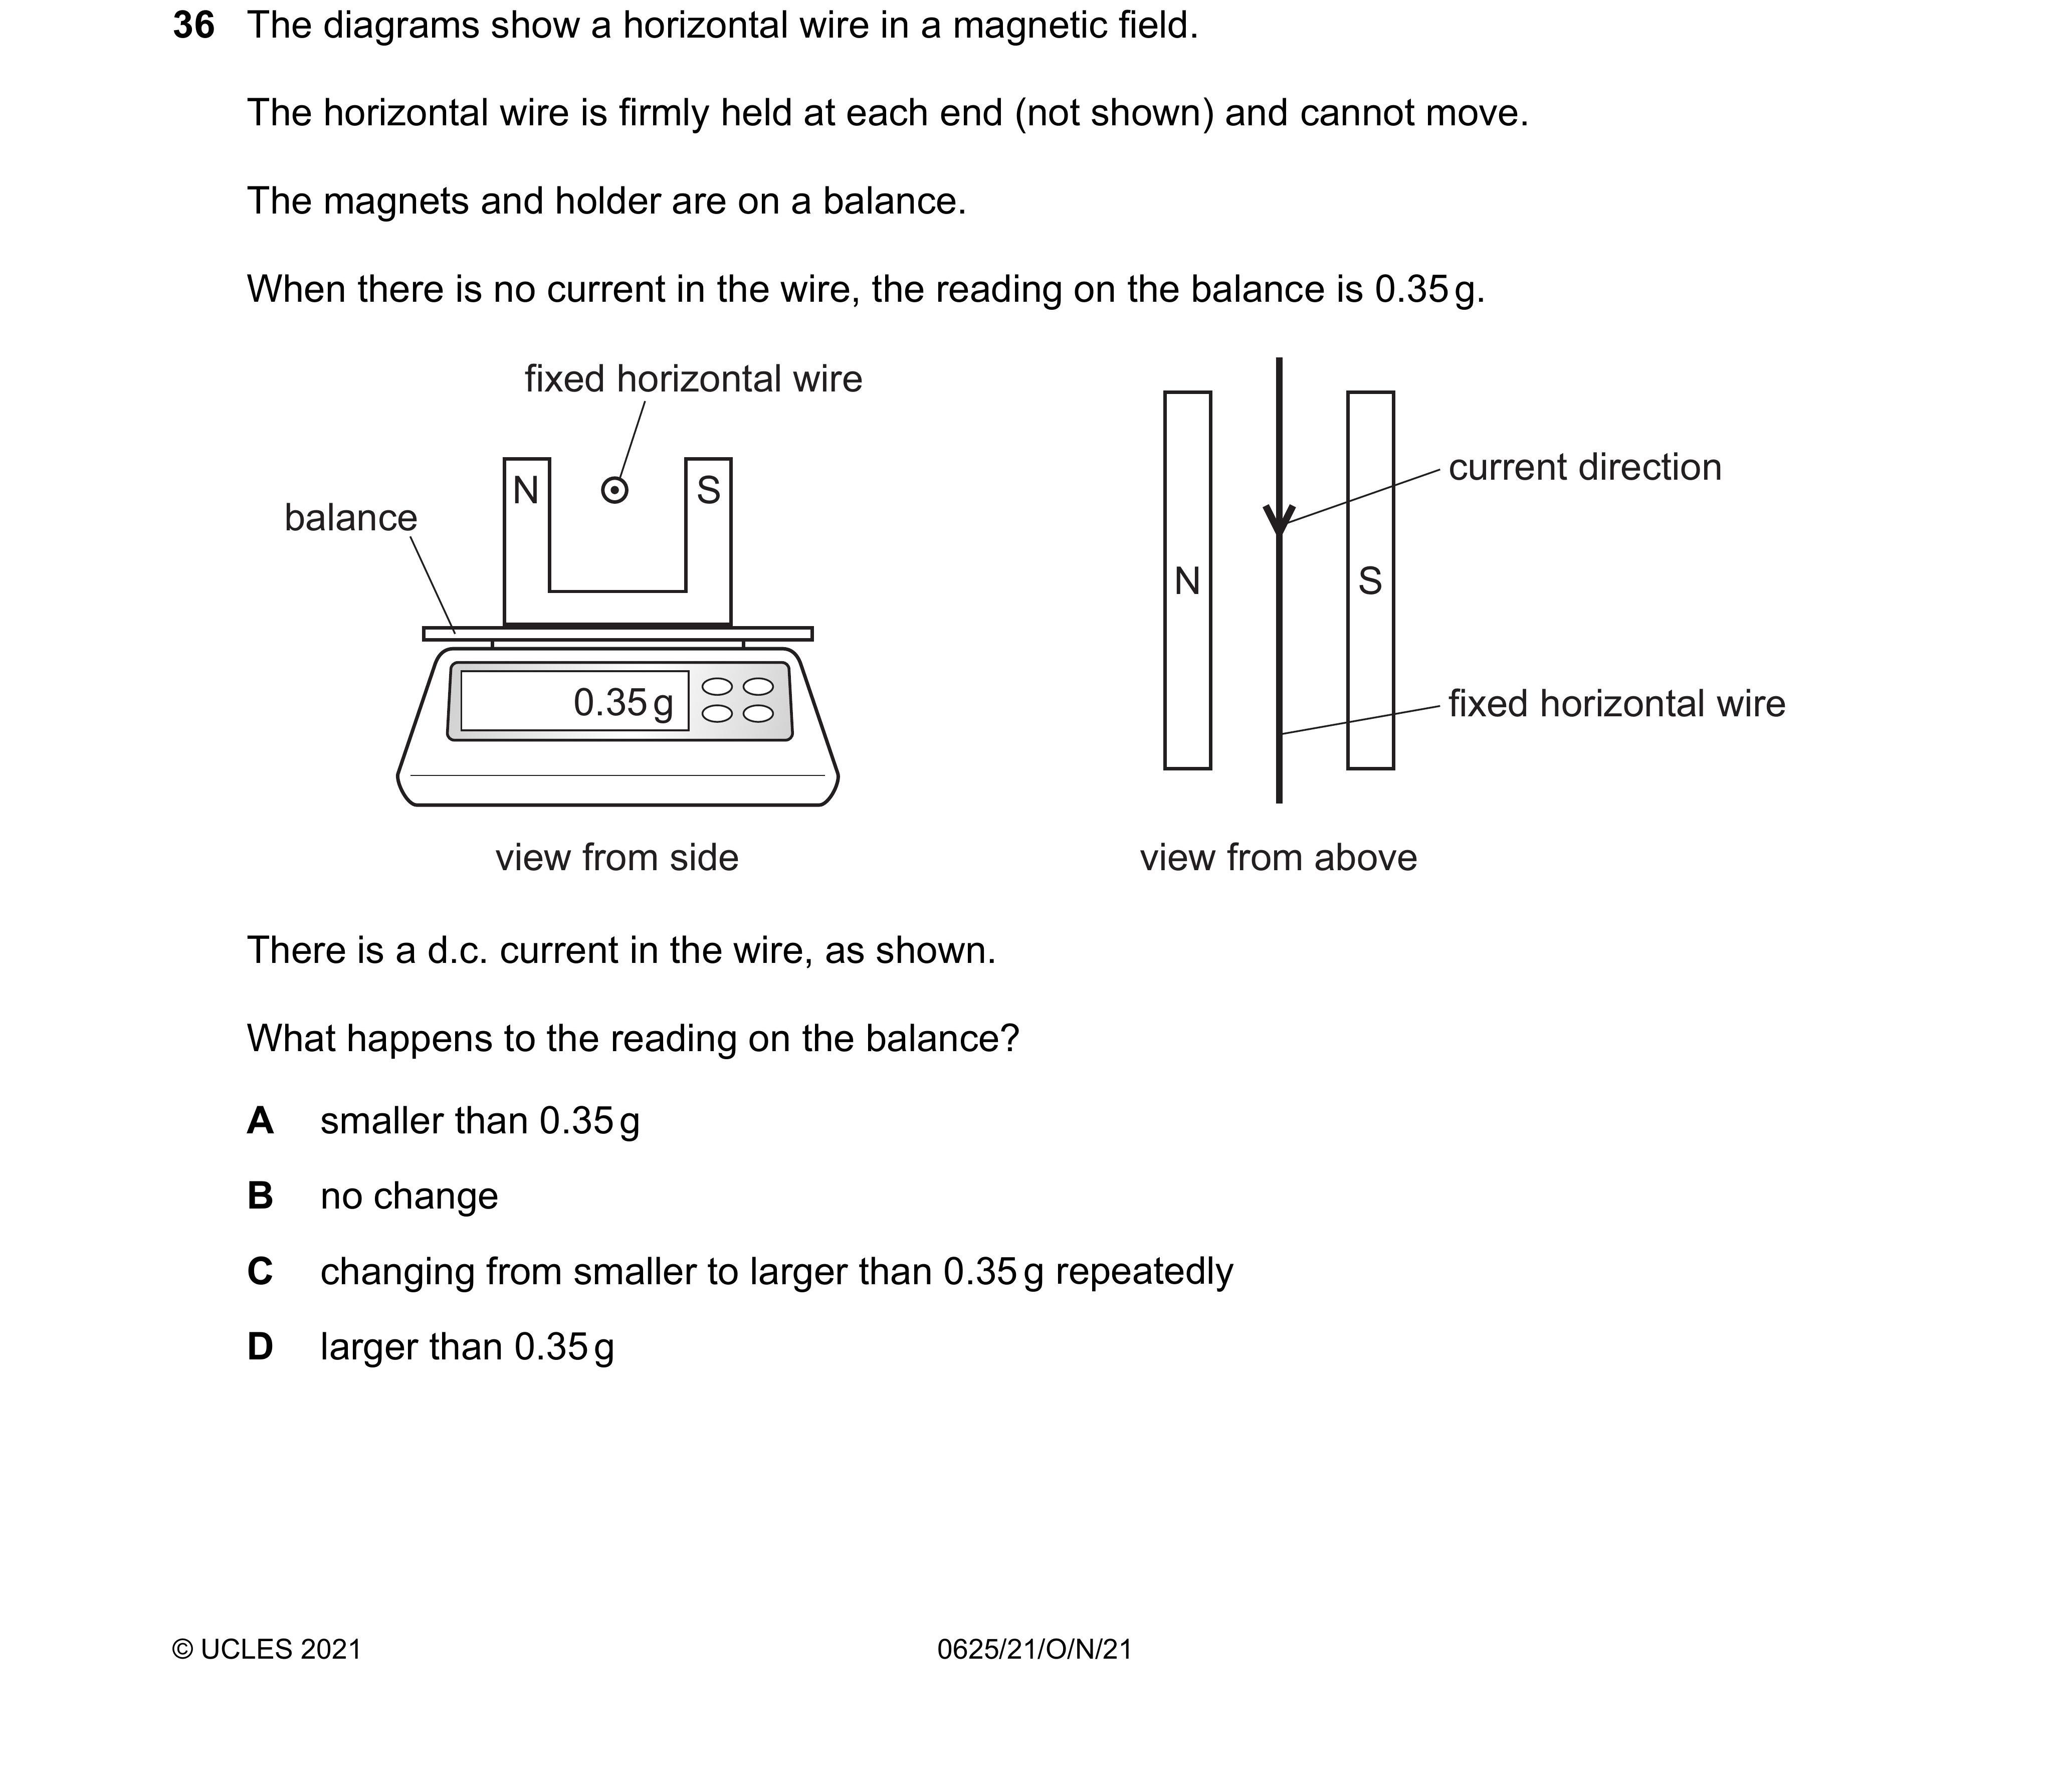 36 The diagrams show a horizontal wire in a magnetic field.
The horizontal wire is firmly held at each end (not shown) and cannot move.
The magnets and holder are on a balance.
When there is no current in the wire, the reading on the balance is 0.35 g.
fixed horizontal wire
N
S
balance
0.35 g
view from side
current direction
N
S
fixed horizontal wire
view from above
There is a d.c. current in the wire, as shown.
What happens to the reading on the balance?
A smaller than 0.35 g
B no change
C changing from smaller to larger than 0.35 g repeatedly
D larger than 0.35 g
© UCLES 2021
0625/21/O/N/21